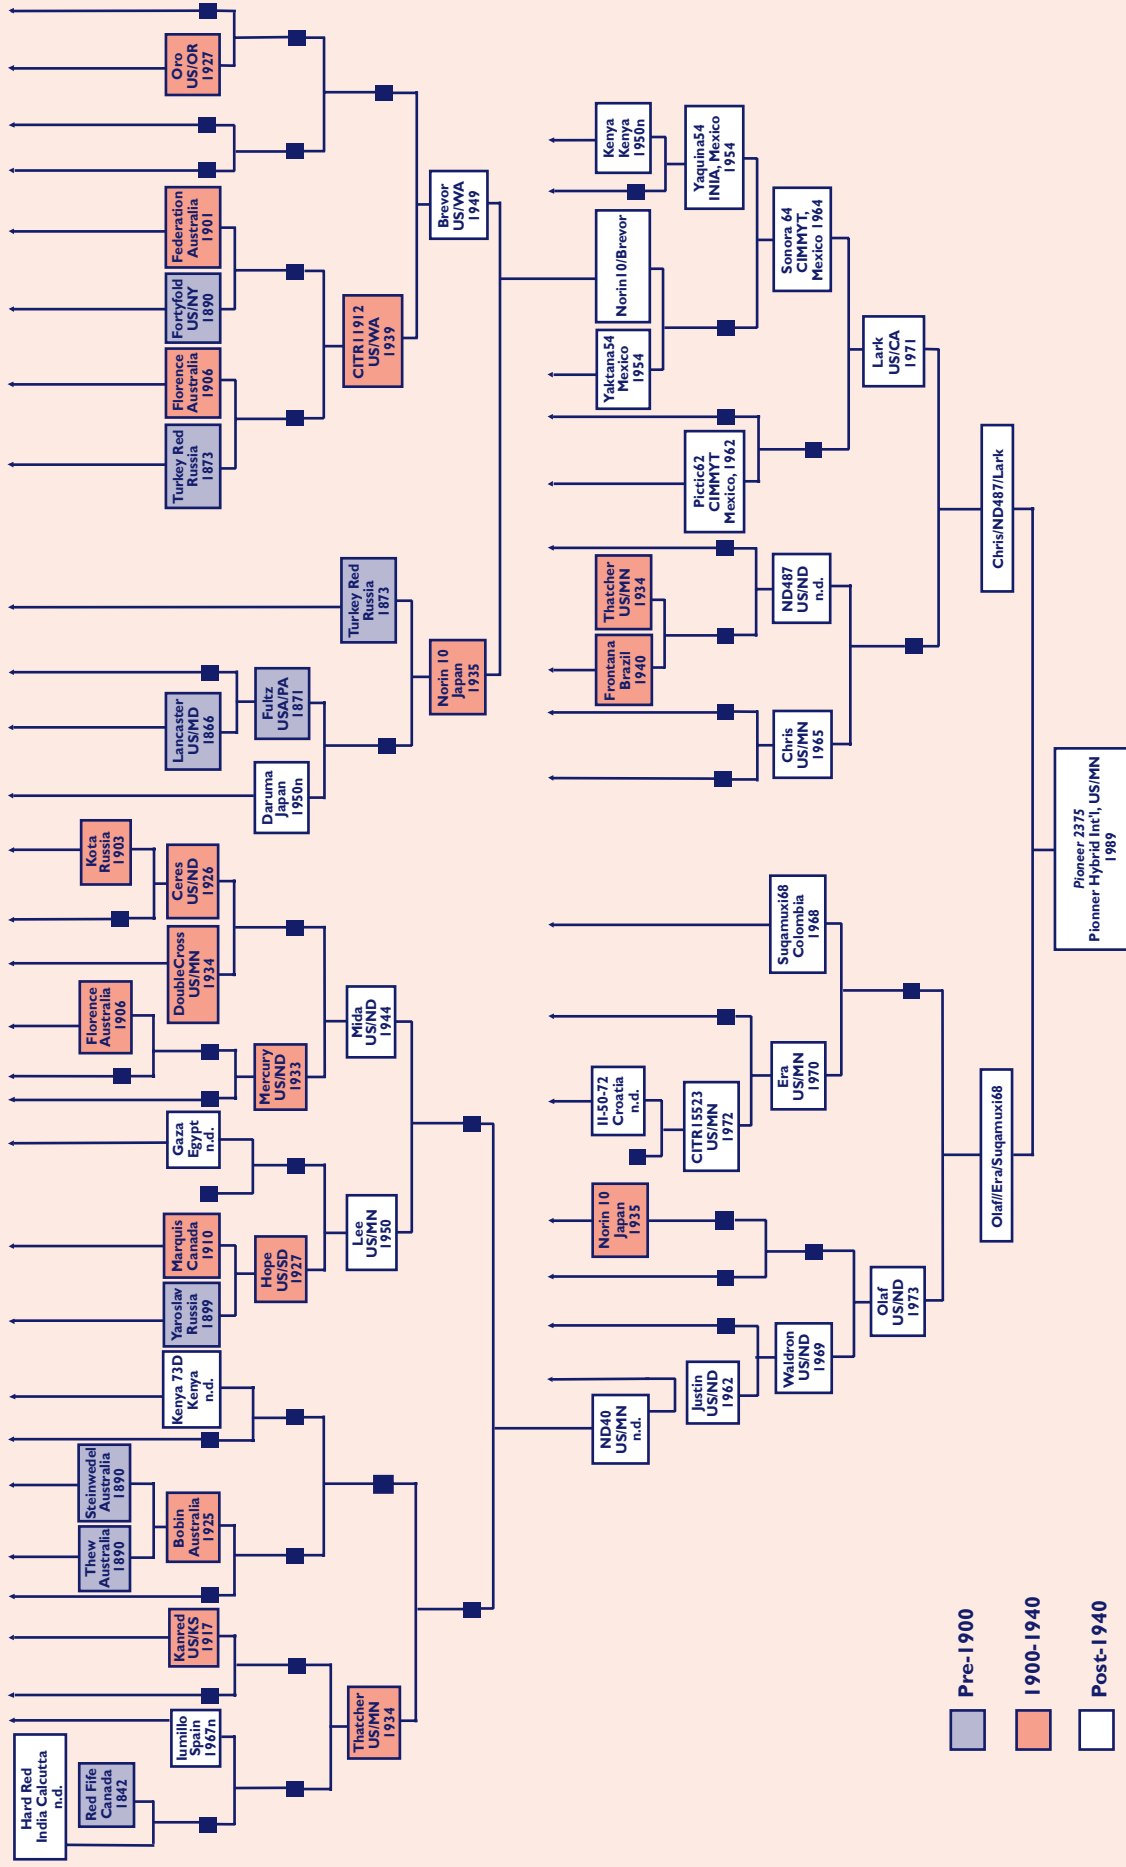 Oro
US/OR
1927
Federation
Australia
1901
Fortyfold
US/NY
1890
Florence
Australia
1906
Turkey Red
Russia
1873
CITR11912
US/WA
1939
Brevor
US/WA
1949
Turkey Red
Russia
1873
Lancaster
US/MD
1866
Fultz
USA/PA
1871
Daruma
Japan
1950n
Norin 10
Japan
1935
Kota
Russia
1903
Ceres
US/ND
1926
DoubleCross
US/MN
1934
Florence
Australia
1906
Mercury
US/ND
1933
Mida
US/ND
1944
Gaza
Egypt
n.d.
Marquis
Canada
1910
Yaroslav
Russia
1899
Hope
US/SD
1927
Lee
US/MN
1950
Kenya 73D
Kenya
n.d.
Steinwedel
Australia
1890
Thew
Australia
1890
Bobin
Australia
1925
Kanred
US/KS
1917
Iumillo
Spain
1967n
Hard Red
India Calcutta
n.d.
Red Fife
Canada
1842
Thatcher
US/MN
1934
Kenya
Kenya
1950n
Yaquina54
INIA, Mexico
1954
Norin10/Brevor
Yaktana54
Mexico
1954
Sonora 64
CIMMYT,
Mexico 1964
Pictic62
CIMMYT
Mexico, 1962
Lark
US/CA
1971
Thatcher
US/MN
1934
Frontana
Brazil
1940
ND487
US/ND
n.d.
Chris
US/MN
1965
Chris/ND487/Lark
Suqamuxi68
Colombia
1968
II-50-72
Croatia
n.d.
CITR15523
US/MN
1972
Era
US/MN
1970
Norin 10
Japan
1935
Olaf
US/ND
1973
Waldron
US/ND
1969
Justin
US/ND
1962
ND40
US/MN
n.d.
Olaf//Era/Suqamuxi68
Pioneer 2375
Pionner Hybrid Int'l, US/MN
1989
Pre-1900
1900-1940
Post-1940